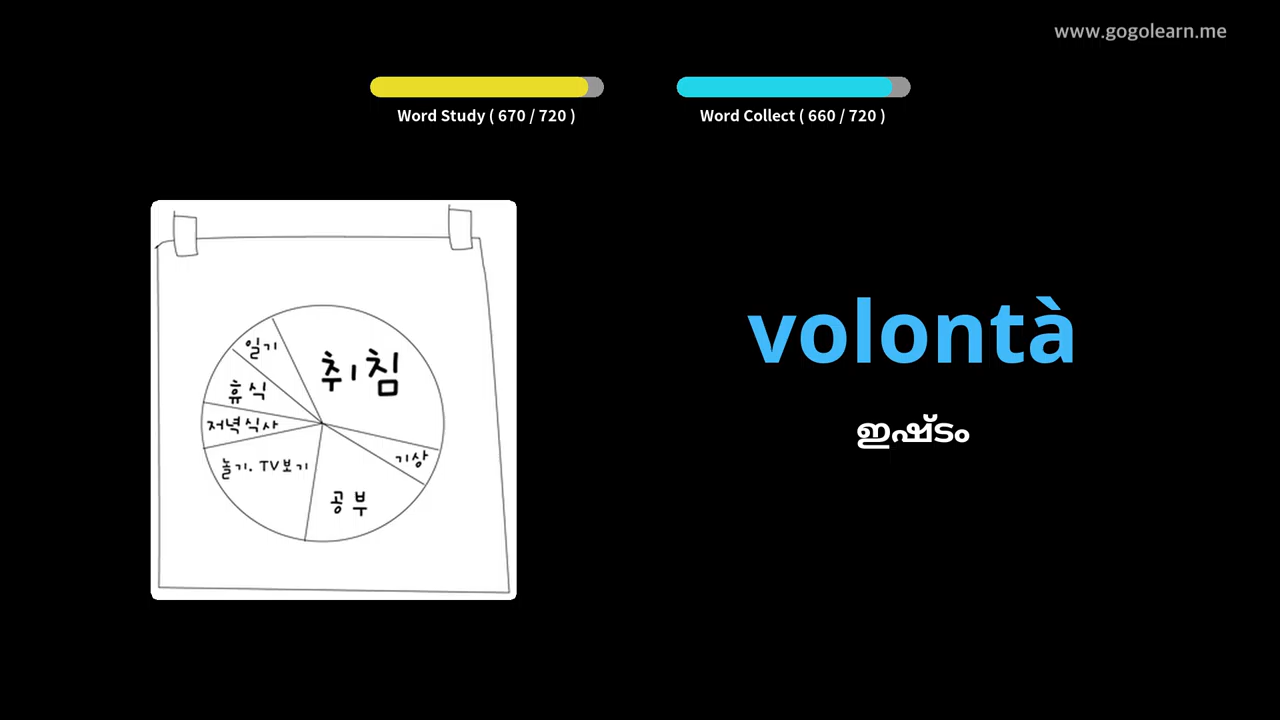 www.gogolearn.me
Word Study ( 670 / 720 )
Word Collect ( 660 / 720 )
일기
취침
휴식
저녁식사
놀기. TV보기
기상
공부
volontà
ഇഷ്ടം